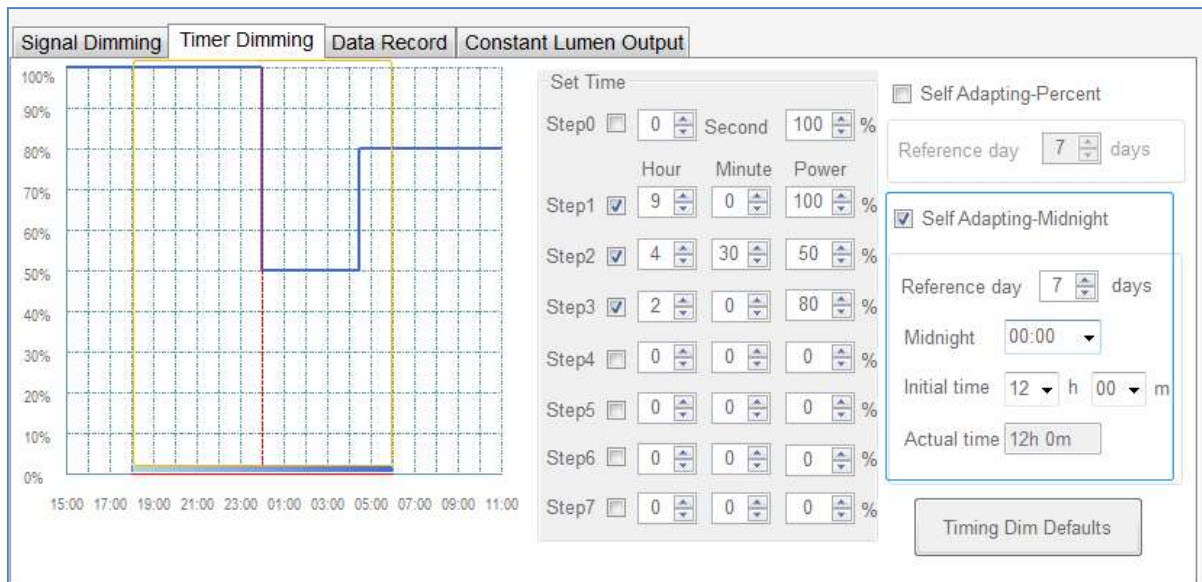 Signal Dimming Timer Dimming Data Record Constant Lumen Output
100%
90%
80%
70%
60%
50%
40%
30%
20%
10%
0%
15:00 17:00 19:00 21:00 23:00 01:00 03:00 05:00 07:00 09:00 11:00
Set Time
Step0 0 Second 100 %
Hour Minute Power
Step1 9 0 100 %
Step2 4 30 50 %
Step3 2 0 80 %
Step4 0 0 0 %
Step5 0 0 0 %
Step6 0 0 0 %
Step7 0 0 0 %
Self Adapting-Percent
Reference day 7 days
Self Adapting-Midnight
Reference day 7 days
Midnight 00:00
Initial time 12 h 00 m
Actual time 12h 0m
Timing Dim Defaults